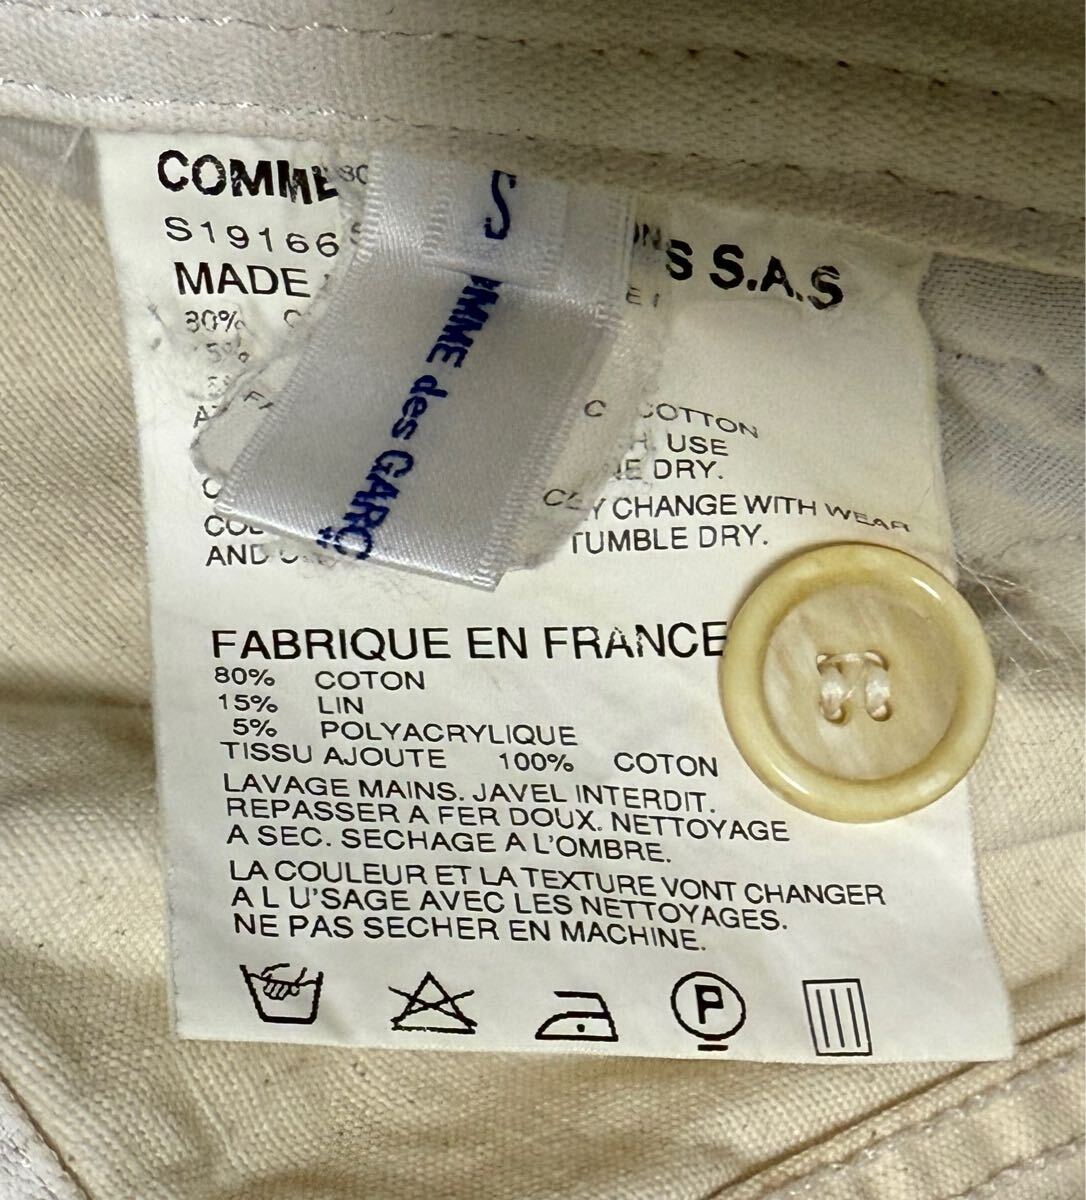 COMME
S S.A.S
S19166
MADE
S
MME des GARÇ
COTTON
USE
DRY.
CHANGE WITH WEAR
AND
TUMBLE DRY.
FABRIQUE EN FRANCE
80% COTON
15% LIN
5% POLYACRYLIQUE
TISSU AJOUTE 100% COTON
LAVAGE MAINS. JAVEL INTERDIT.
REPASSER A FER DOUX. NETTOYAGE
A SEC. SECHAGE A L'OMBRE.
LA COULEUR ET LA TEXTURE VONT CHANGER
A L U'SAGE AVEC LES NETTOYAGES.
NE PAS SECHER EN MACHINE.
P